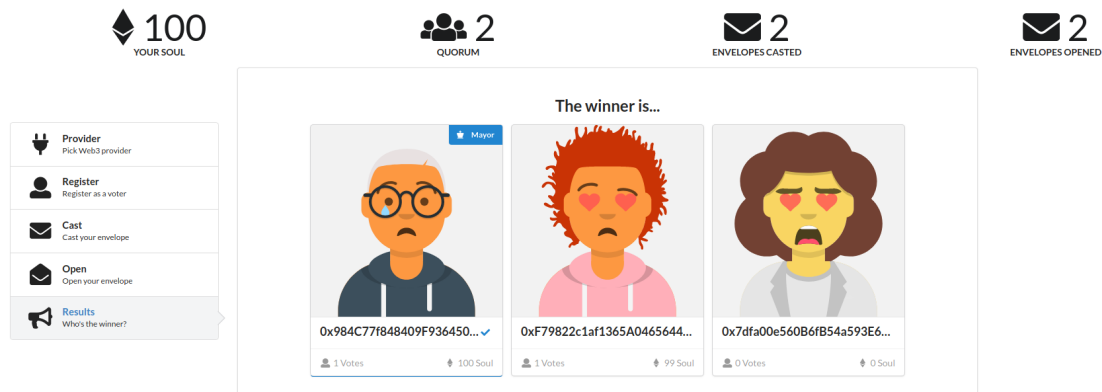 100
YOUR SOUL
2
QUORUM
2
ENVELOPES CASTED
2
ENVELOPES OPENED
Provider
Pick Web3 provider
Register
Register as a voter
Cast
Cast your envelope
Open
Open your envelope
Results
Who's the winner?
The winner is...
Mayor
0x984C77f848409F936450...
1 Votes
100 Soul
0xF79822c1af1365A0465644...
1 Votes
99 Soul
0x7dfa00e560B6fB54a593E6...
0 Votes
0 Soul